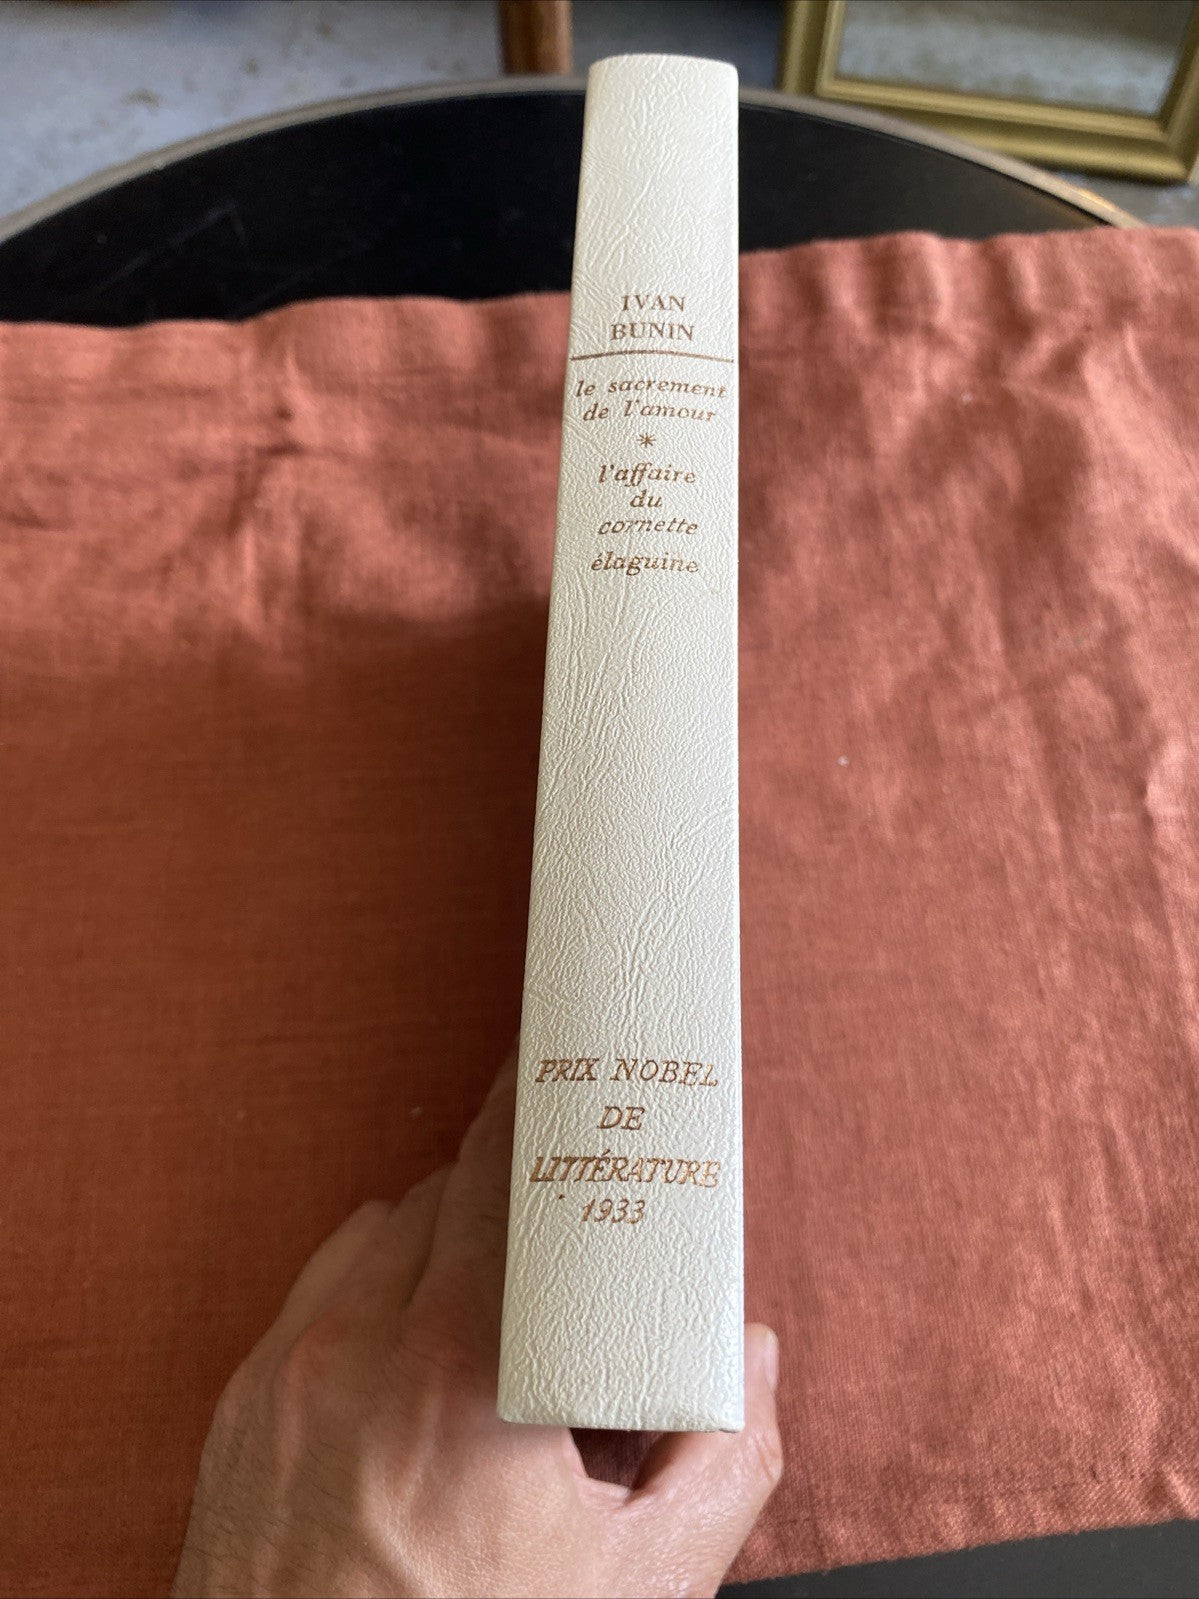 IVAN
BUNIN
le sacrement
de l'amour
*
l'affaire
du
cornette
élaguine
PRIX NOBEL
DE
LITTÉRATURE
1933